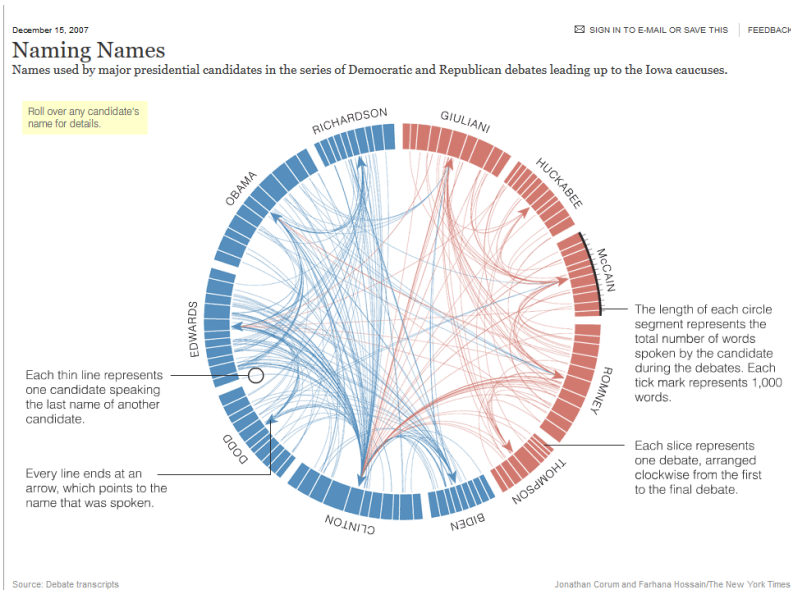 December 15, 2007
SIGN IN TO E-MAIL OR SAVE THIS
FEEDBACK
Naming Names
Names used by major presidential candidates in the series of Democratic and Republican debates leading up to the Iowa caucuses.
Roll over any candidate's
name for details.
RICHARDSON
GIULIANI
OBAMA
HUCKABEE
McCAIN
EDWARDS
The length of each circle
segment represents the
total number of words
spoken by the candidate
during the debates. Each
tick mark represents 1,000
words.
Each thin line represents
one candidate speaking
the last name of another
candidate.
ROMNEY
DODD
Each slice represents
one debate, arranged
clockwise from the first
to the final debate.
Every line ends at an
arrow, which points to the
name that was spoken.
THOMPSON
CLINTON
BIDEN
Source: Debate transcripts
Jonathan Corum and Farhana Hossain/The New York Times